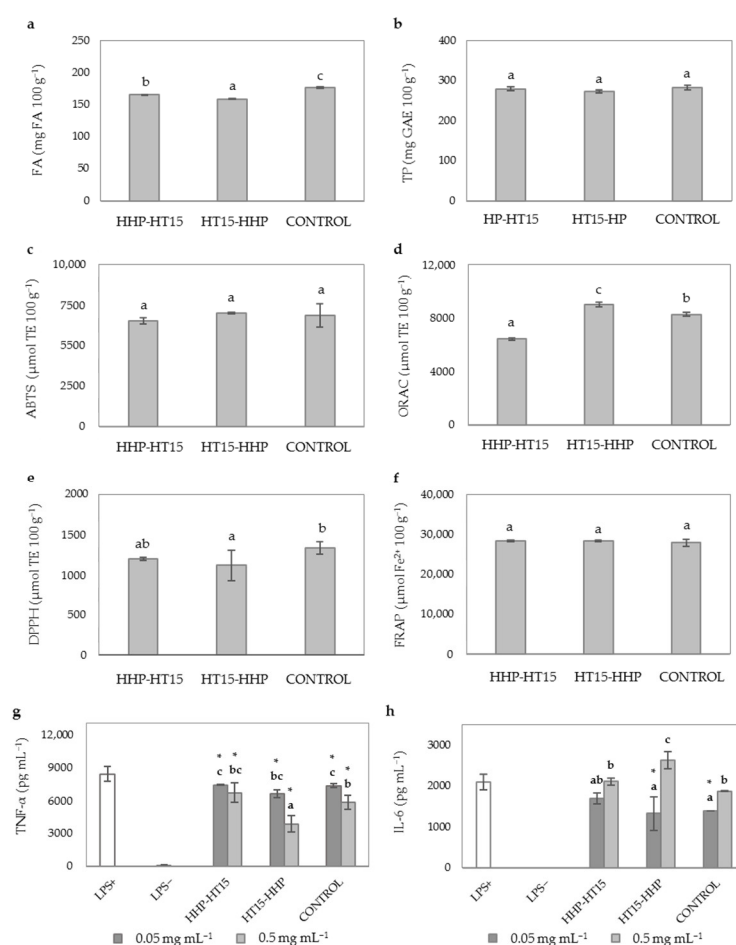 a
FA (mg FA 100 g⁻¹)
200
150
100
50
0
b
a
c
HHP-HT15
HT15-HHP
CONTROL
b
TP (mg GAE 100 g⁻¹)
400
300
200
100
0
a
a
a
HP-HT15
HT15-HP
CONTROL
c
ABTS (µmol TE 100 g⁻¹)
10,000
7500
5500
2500
0
a
a
a
HHP-HT15
HT15-HHP
CONTROL
d
ORAC (µmol TE 100 g⁻¹)
12,000
8000
4000
0
a
c
b
HHP-HT15
HT15-HHP
CONTROL
e
DPPH (µmol TE 100 g⁻¹)
2000
1500
1000
500
0
ab
a
b
HHP-HT15
HT15-HHP
CONTROL
f
FRAP (µmol Fe²⁺ 100 g⁻¹)
40,000
30,000
20,000
10,000
0
a
a
a
HHP-HT15
HT15-HHP
CONTROL
g
TNF-α (pg mL⁻¹)
12,000
9000
6000
3000
0
* c
* bc
* bc
* a
* c
* b
LPS+
LPS−
HHP-HT15
HT15-HHP
CONTROL
0.05 mg mL⁻¹
0.5 mg mL⁻¹
h
IL-6 (pg mL⁻¹)
3000
2000
1000
0
ab
b
* a
c
* a
b
LPS+
LPS−
HHP-HT15
HT15-HHP
CONTROL
0.05 mg mL⁻¹
0.5 mg mL⁻¹